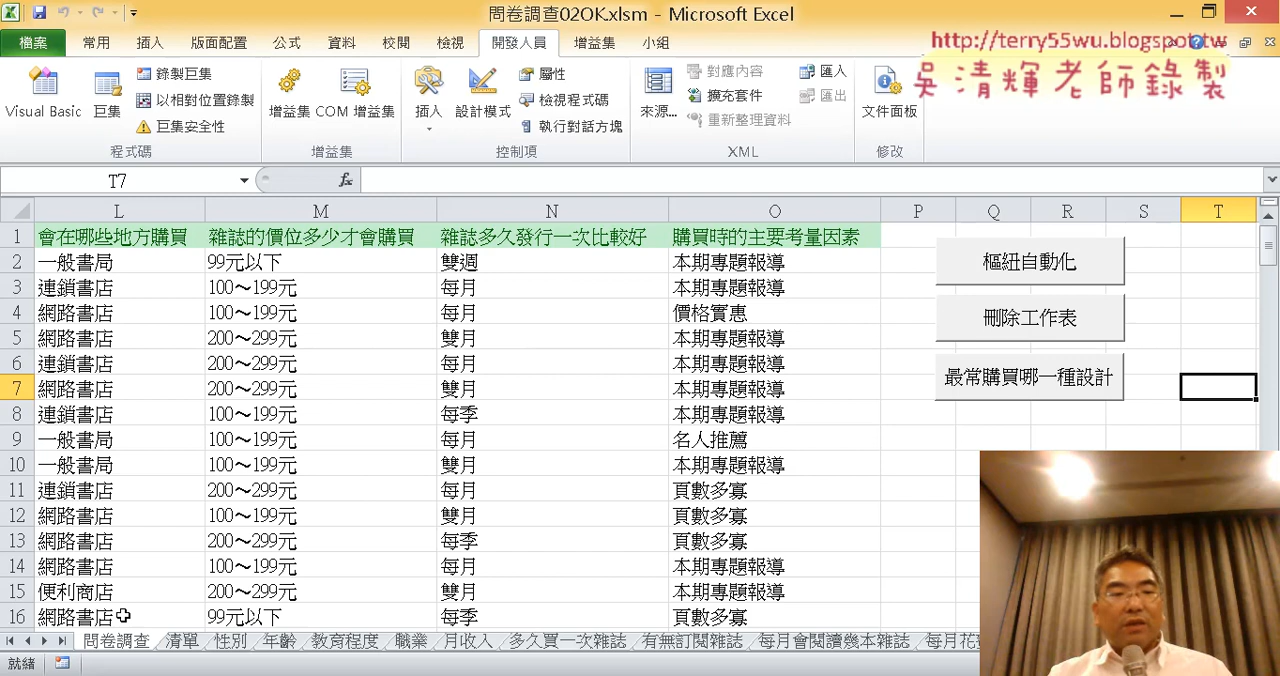 問卷調查02OK.xlsm - Microsoft Excel
檔案 常用 插入 版面配置 公式 資料 校閱 檢視 開發人員 增益集 小組
http://terry55wu.blogspot.tw
吳清輝老師錄製
Visual Basic 巨集 錄製巨集 以相對位置錄製 巨集安全性
增益集 COM 增益集
插入 設計模式 屬性 檢視程式碼 執行對話方塊
來源... 對應內容 擴充套件 重新整理資料 匯入 匯出
文件面板
程式碼 增益集 控制項 XML 修改
T7 fx
L M N O P Q R S T
1 會在哪些地方購買 雜誌的價位多少才會購買 雜誌多久發行一次比較好 購買時的主要考量因素
2 一般書局 99元以下 雙週 本期專題報導
3 連鎖書店 100～199元 每月 本期專題報導
4 網路書店 100～199元 每月 價格實惠
5 網路書店 200～299元 雙月 本期專題報導
6 連鎖書店 200～299元 每月 本期專題報導
7 網路書店 200～299元 雙月 本期專題報導
8 連鎖書店 100～199元 每季 本期專題報導
9 一般書局 100～199元 每月 名人推薦
10 一般書局 100～199元 雙月 本期專題報導
11 連鎖書店 200～299元 每月 頁數多寡
12 網路書店 100～199元 雙月 頁數多寡
13 網路書店 200～299元 每季 頁數多寡
14 網路書店 100～199元 每月 本期專題報導
15 便利商店 200～299元 每月 本期專題報導
16 網路書店 99元以下 每季 頁數多寡
樞紐自動化
刪除工作表
最常購買哪一種設計
問卷調查 清單 性別 年齡 教育程度 職業 月收入 多久買一次雜誌 有無訂閱雜誌 每月會閱讀幾本雜誌 每月花
就緒